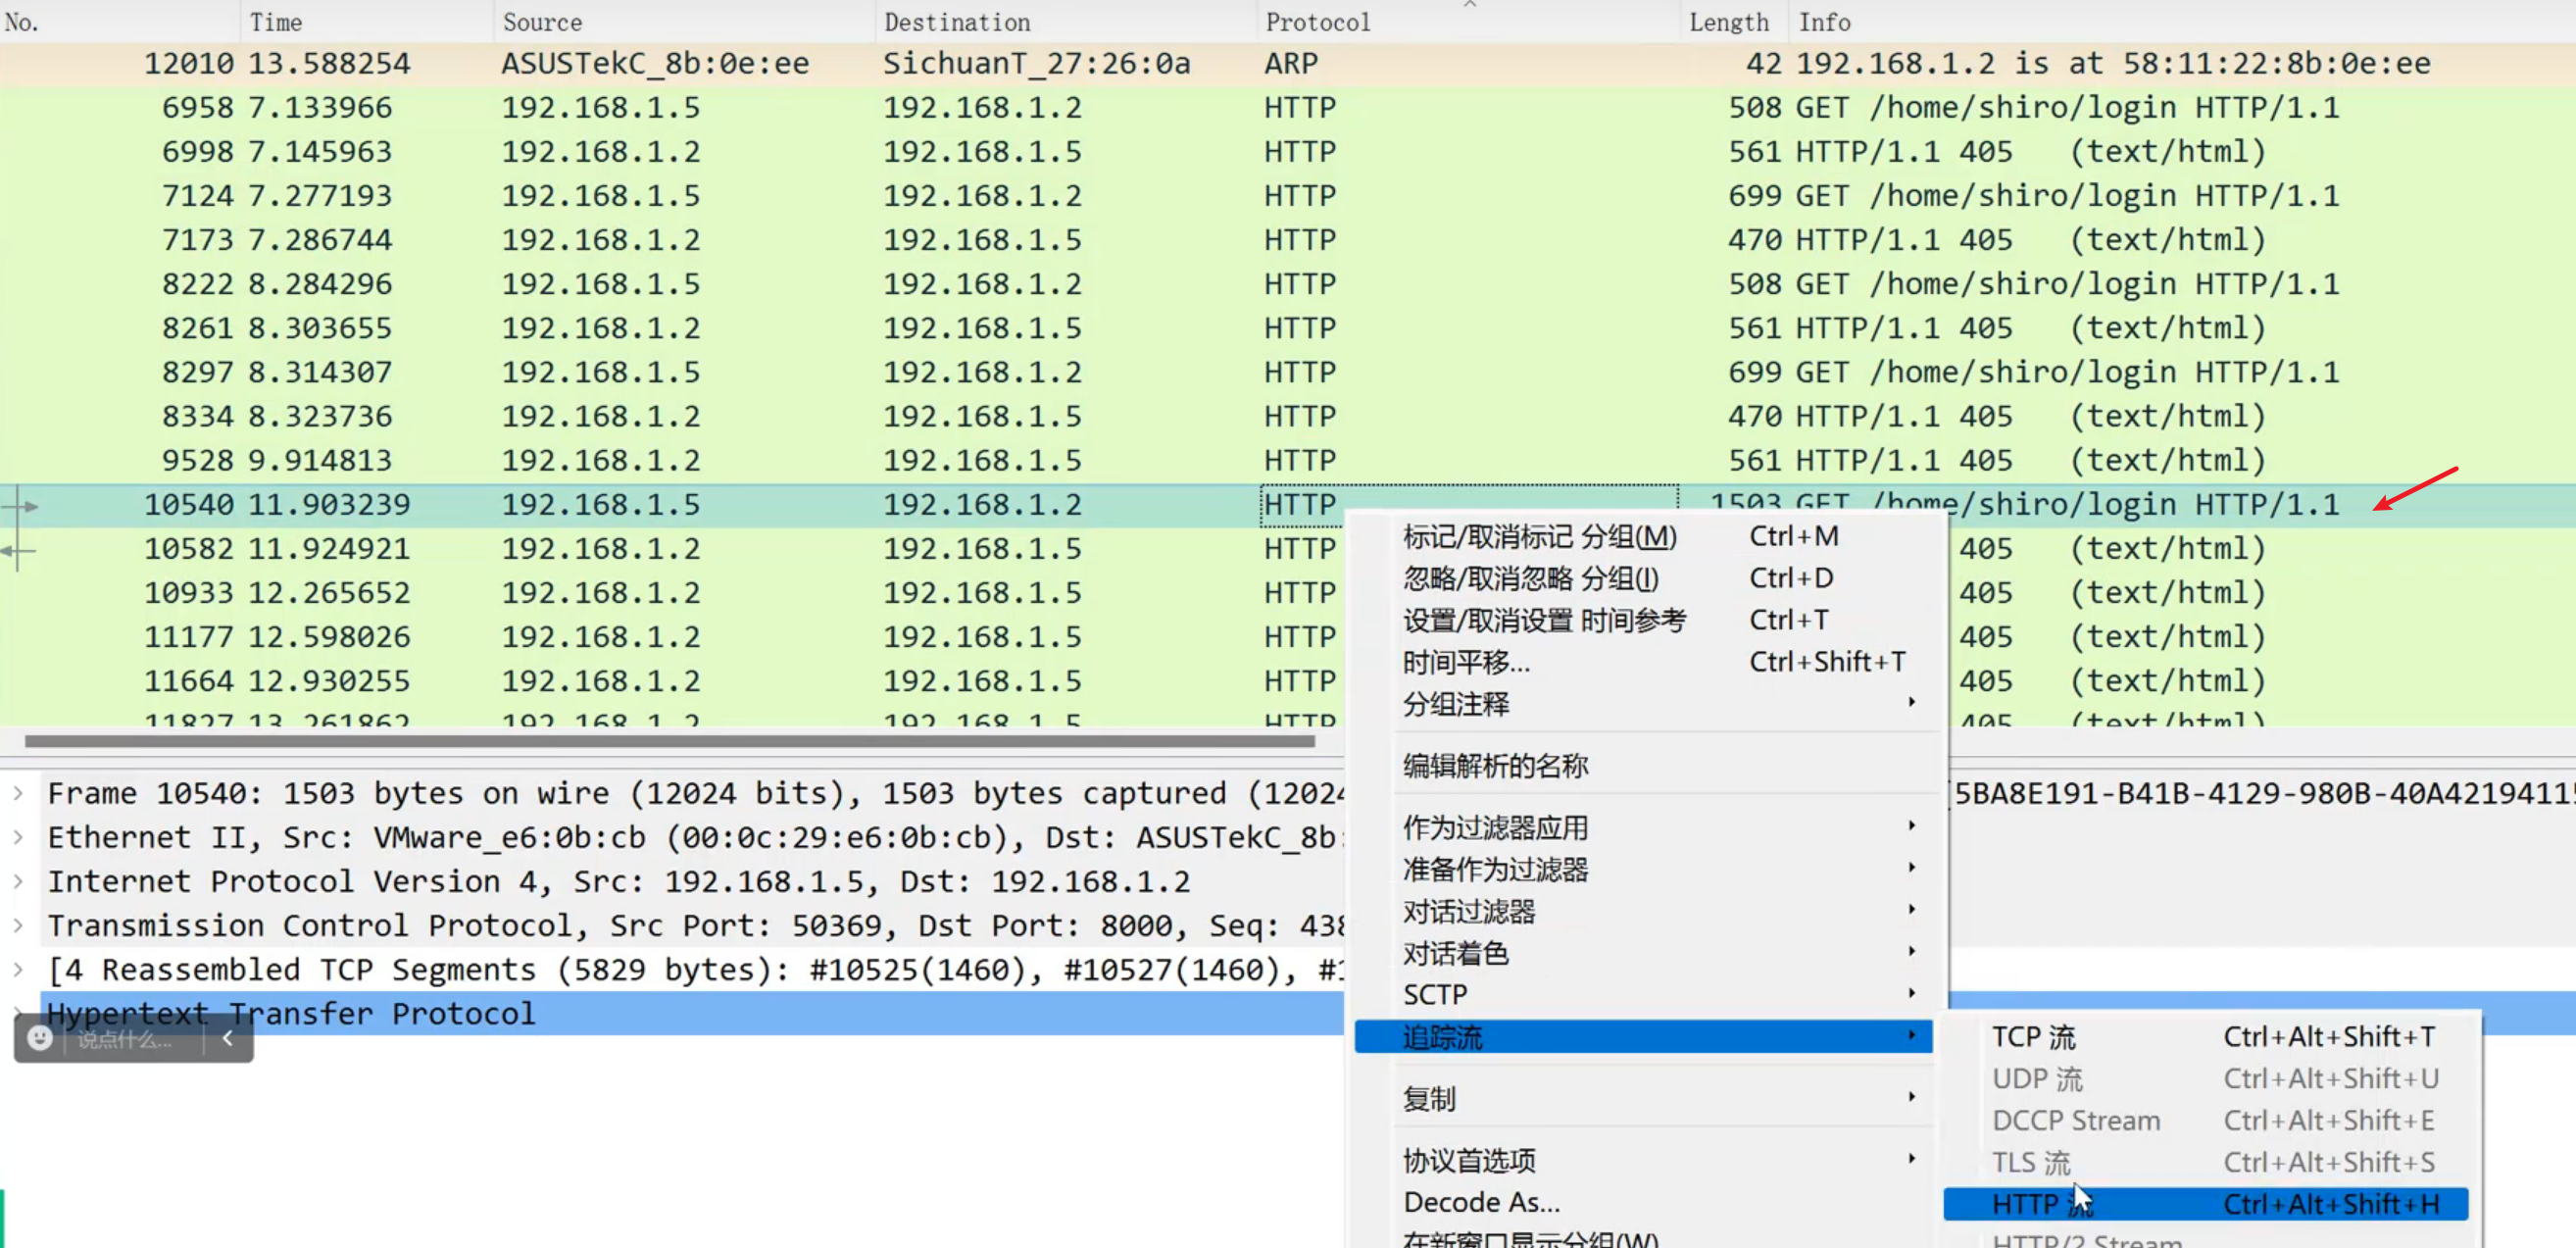 No. Time Source Destination Protocol Length Info
12010 13.588254 ASUSTekC_8b:0e:ee SichuanT_27:26:0a ARP 42 192.168.1.2 is at 58:11:22:8b:0e:ee
6958 7.133966 192.168.1.5 192.168.1.2 HTTP 508 GET /home/shiro/login HTTP/1.1
6998 7.145963 192.168.1.2 192.168.1.5 HTTP 561 HTTP/1.1 405 (text/html)
7124 7.277193 192.168.1.5 192.168.1.2 HTTP 699 GET /home/shiro/login HTTP/1.1
7173 7.286744 192.168.1.2 192.168.1.5 HTTP 470 HTTP/1.1 405 (text/html)
8222 8.284296 192.168.1.5 192.168.1.2 HTTP 508 GET /home/shiro/login HTTP/1.1
8261 8.303655 192.168.1.2 192.168.1.5 HTTP 561 HTTP/1.1 405 (text/html)
8297 8.314307 192.168.1.5 192.168.1.2 HTTP 699 GET /home/shiro/login HTTP/1.1
8334 8.323736 192.168.1.2 192.168.1.5 HTTP 470 HTTP/1.1 405 (text/html)
9528 9.914813 192.168.1.2 192.168.1.5 HTTP 561 HTTP/1.1 405 (text/html)
10540 11.903239 192.168.1.5 192.168.1.2 HTTP 1503 GET /home/shiro/login HTTP/1.1
10582 11.924921 192.168.1.2 192.168.1.5 HTTP 405 (text/html)
10933 12.265652 192.168.1.2 192.168.1.5 HTTP 405 (text/html)
11177 12.598026 192.168.1.2 192.168.1.5 HTTP 405 (text/html)
11664 12.930255 192.168.1.2 192.168.1.5 HTTP 405 (text/html)
11827 13.261862 192.168.1.2 192.168.1.5 HTTP 405 (text/html)
标记/取消标记 分组(M) Ctrl+M
忽略/取消忽略 分组(I) Ctrl+D
设置/取消设置 时间参考 Ctrl+T
时间平移... Ctrl+Shift+T
分组注释
编辑解析的名称
作为过滤器应用
准备作为过滤器
对话过滤器
对话着色
SCTP
追踪流
复制
协议首选项
Decode As...
在新窗口显示分组(W)
TCP 流 Ctrl+Alt+Shift+T
UDP 流 Ctrl+Alt+Shift+U
DCCP Stream Ctrl+Alt+Shift+E
TLS 流 Ctrl+Alt+Shift+S
HTTP 流 Ctrl+Alt+Shift+H
HTTP/2 Stream
Frame 10540: 1503 bytes on wire (12024 bits), 1503 bytes captured (12024 5BA8E191-B41B-4129-980B-40A4219411
Ethernet II, Src: VMware_e6:0b:cb (00:0c:29:e6:0b:cb), Dst: ASUSTekC_8b:
Internet Protocol Version 4, Src: 192.168.1.5, Dst: 192.168.1.2
Transmission Control Protocol, Src Port: 50369, Dst Port: 8000, Seq: 438
[4 Reassembled TCP Segments (5829 bytes): #10525(1460), #10527(1460), #1
Hypertext Transfer Protocol
说点什么...